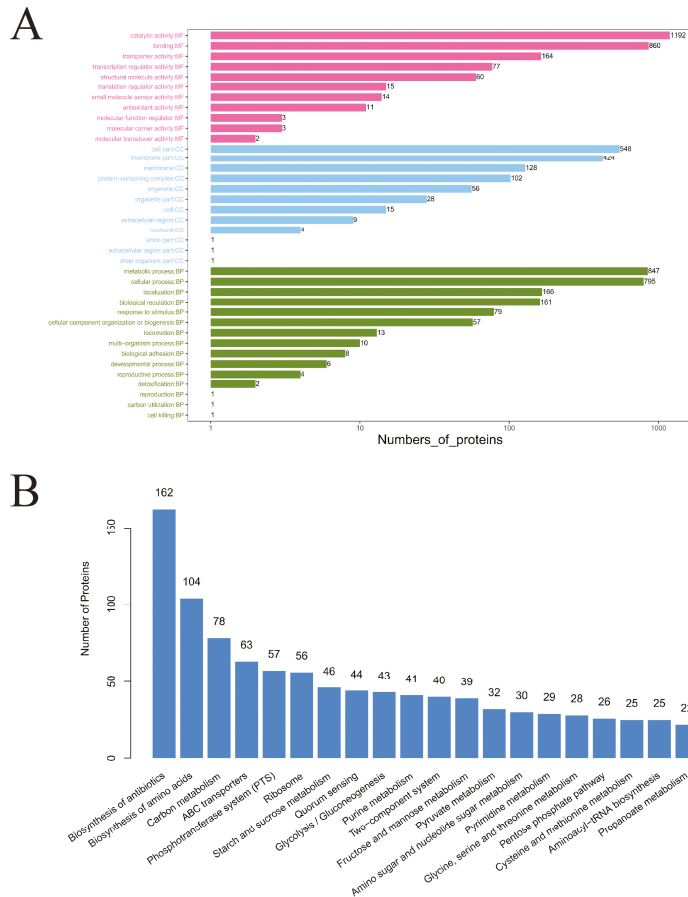 A
catalytic activity:MF 1192
binding:MF 860
transporter activity:MF 164
transcription regulator activity:MF 77
structural molecule activity:MF 60
translation regulator activity:MF 15
small molecule sensor activity:MF 14
antioxidant activity:MF 11
molecular function regulator:MF 3
molecular carrier activity:MF 3
molecular transducer activity:MF 2
cell part:CC 548
membrane part:CC 424
membrane:CC 128
protein-containing complex:CC 102
organelle:CC 56
organelle part:CC 28
cell:CC 15
extracellular region:CC 9
nucleoid:CC 4
virion part:CC 1
extracellular region part:CC 1
other organism part:CC 1
metabolic process:BP 847
cellular process:BP 795
localization:BP 166
biological regulation:BP 161
response to stimulus:BP 79
cellular component organization or biogenesis:BP 57
locomotion:BP 13
multi-organism process:BP 10
biological adhesion:BP 8
developmental process:BP 6
reproductive process:BP 4
detoxification:BP 2
reproduction:BP 1
carbon utilization:BP 1
cell killing:BP 1
1 10 100 1000
Numbers_of_proteins
B
Number of Proteins
150
100
50
0
162 104 78 63 57 56 46 44 43 41 40 39 32 30 29 28 26 25 25
Biosynthesis of antibiotics
Biosynthesis of amino acids
Carbon metabolism
ABC transporters
Phosphotransferase system (PTS)
Ribosome
Starch and sucrose metabolism
Quorum sensing
Glycolysis / Gluconeogenesis
Purine metabolism
Two-component system
Fructose and mannose metabolism
Pyruvate metabolism
Amino sugar and nucleotide sugar metabolism
Pyrimidine metabolism
Glycine, serine and threonine metabolism
Pentose phosphate pathway
Cysteine and methionine metabolism
Aminoacyl-tRNA biosynthesis
Propanoate metabolism